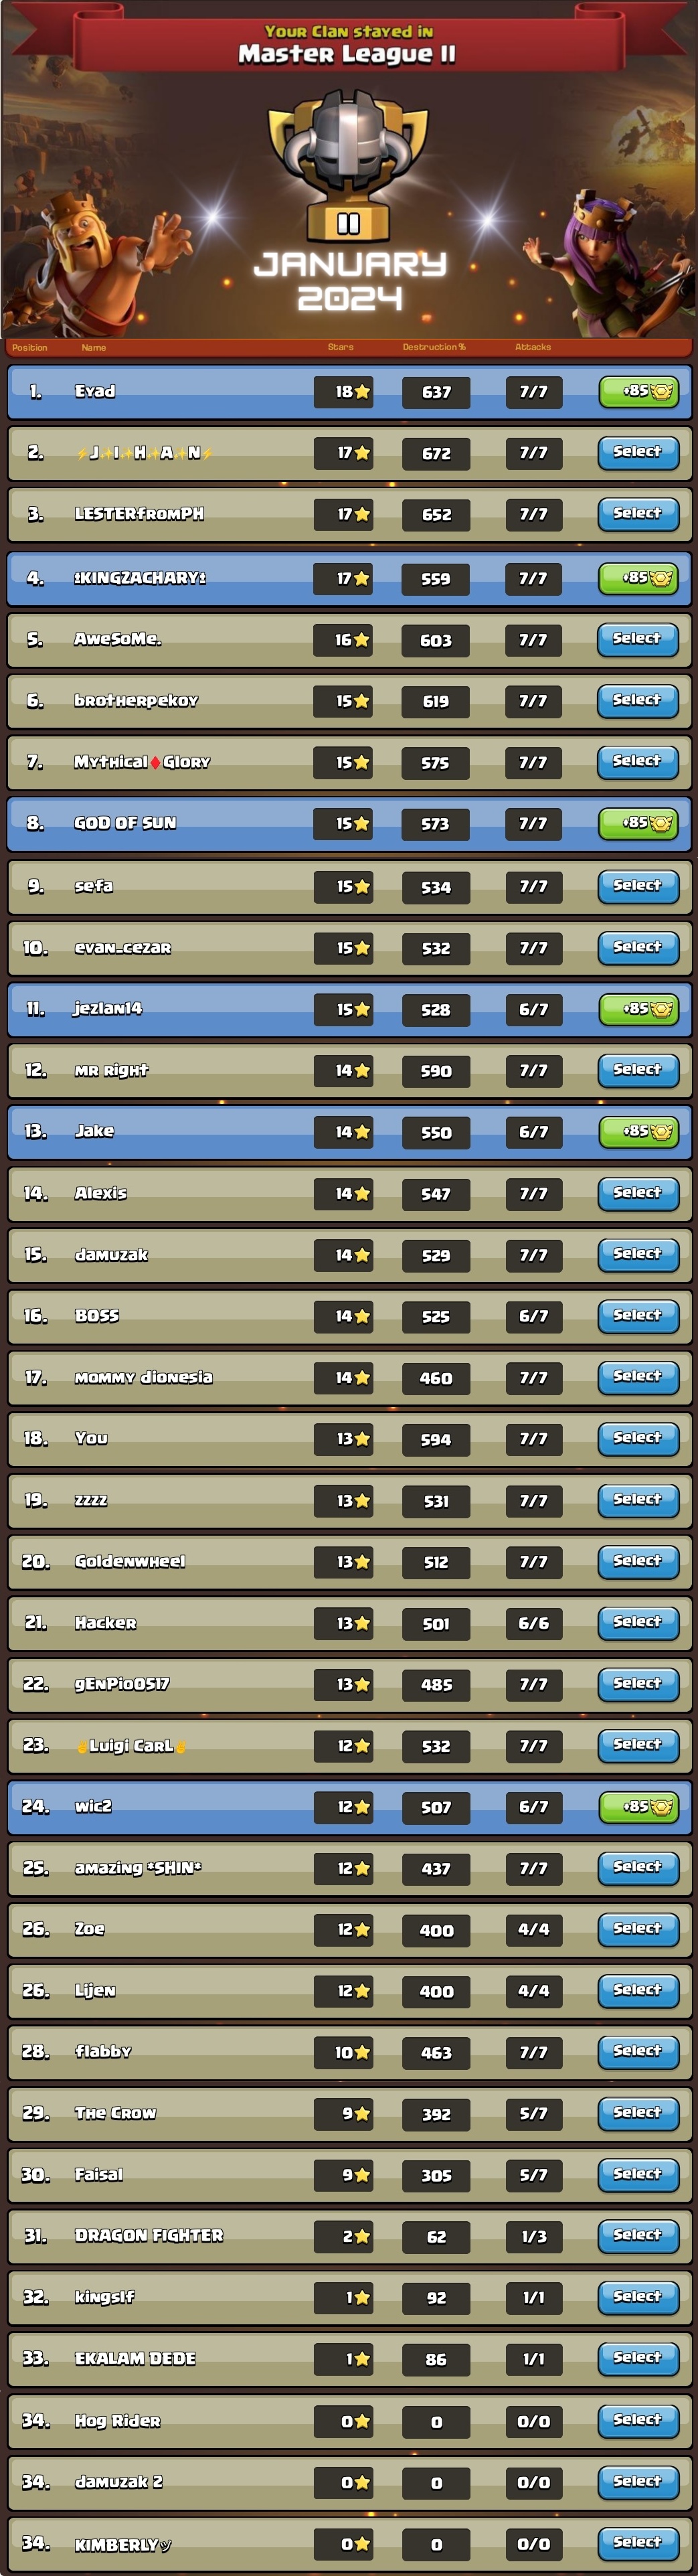 Your Clan stayed in
Master League II
II
JANUARY
2024
Position Name Stars Destruction % Attacks
1. Eyad 18 637 7/7 +85
2. ⚡J✨I✨H✨A✨N⚡ 17 672 7/7 Select
3. LESTERfromPH 17 652 7/7 Select
4. ±KINGZACHARY± 17 559 7/7 +85
5. AweSoMe. 16 603 7/7 Select
6. brotherpekoy 15 619 7/7 Select
7. Mythical♦️Glory 15 575 7/7 Select
8. GOD OF SUN 15 573 7/7 +85
9. sefa 15 534 7/7 Select
10. evan_cezar 15 532 7/7 Select
11. jezlan14 15 528 6/7 +85
12. MR Right 14 590 7/7 Select
13. Jake 14 550 6/7 +85
14. Alexis 14 547 7/7 Select
15. damuzak 14 529 7/7 Select
16. BOSS 14 525 6/7 Select
17. MOMMY dionesia 14 460 7/7 Select
18. You 13 594 7/7 Select
19. zzzz 13 531 7/7 Select
20. Goldenwheel 13 512 7/7 Select
21. Hacker 13 501 6/6 Select
22. gEnPio0517 13 485 7/7 Select
23. ✌Luigi CarL✌ 12 532 7/7 Select
24. wic2 12 507 6/7 +85
25. amazing *SHIN* 12 437 7/7 Select
26. Zoe 12 400 4/4 Select
26. Lijen 12 400 4/4 Select
28. flabby 10 463 7/7 Select
29. The Crow 9 392 5/7 Select
30. Faisal 9 305 5/7 Select
31. DRAGON FIGHTER 2 62 1/3 Select
32. kingslf 1 92 1/1 Select
33. EKALAM DEDE 1 86 1/1 Select
34. Hog Rider 0 0 0/0 Select
34. damuzak 2 0 0 0/0 Select
34. KIMBERLYツ 0 0 0/0 Select